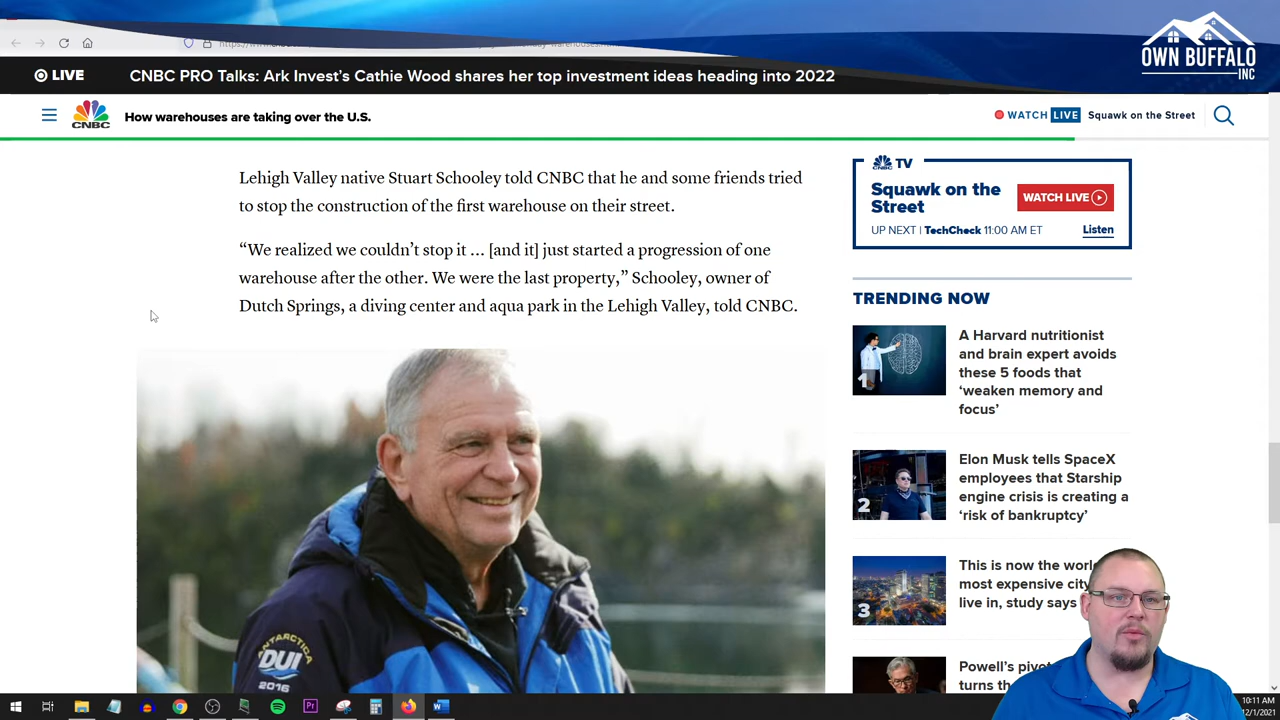 OWN BUFFALO
INC
LIVE
CNBC PRO Talks: Ark Invest's Cathie Wood shares her top investment ideas heading into 2022
CNBC
How warehouses are taking over the U.S.
WATCH LIVE Squawk on the Street
Lehigh Valley native Stuart Schooley told CNBC that he and some friends tried
to stop the construction of the first warehouse on their street.
“We realized we couldn’t stop it … [and it] just started a progression of one
warehouse after the other. We were the last property,” Schooley, owner of
Dutch Springs, a diving center and aqua park in the Lehigh Valley, told CNBC.
ANTARCTICA
DUI
2016
TV
Squawk on the
Street
WATCH LIVE
UP NEXT | TechCheck 11:00 AM ET
Listen
TRENDING NOW
1
A Harvard nutritionist
and brain expert avoids
these 5 foods that
‘weaken memory and
focus’
2
Elon Musk tells SpaceX
employees that Starship
engine crisis is creating a
‘risk of bankruptcy’
3
This is now the
most expensive
live in, study says
Powell’s
turns
10:11 AM
12/1/2021